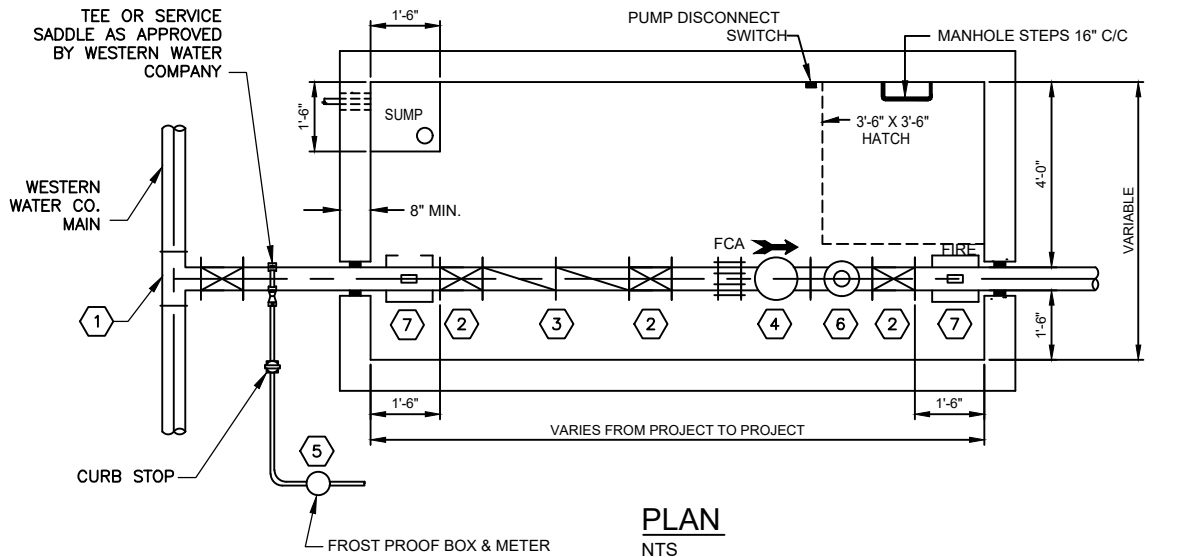 TEE OR SERVICE
SADDLE AS APPROVED
BY WESTERN WATER
COMPANY
1'-6"
PUMP DISCONNECT
SWITCH
MANHOLE STEPS 16" C/C
1'-6"
SUMP
3'-6" X 3'-6"
HATCH
4'-0"
VARIABLE
WESTERN
WATER CO.
MAIN
8" MIN.
FCA
FIRE
1
7
2
3
2
4
6
2
7
1'-6"
1'-6"
1'-6"
VARIES FROM PROJECT TO PROJECT
CURB STOP
5
FROST PROOF BOX & METER
PLAN
NTS